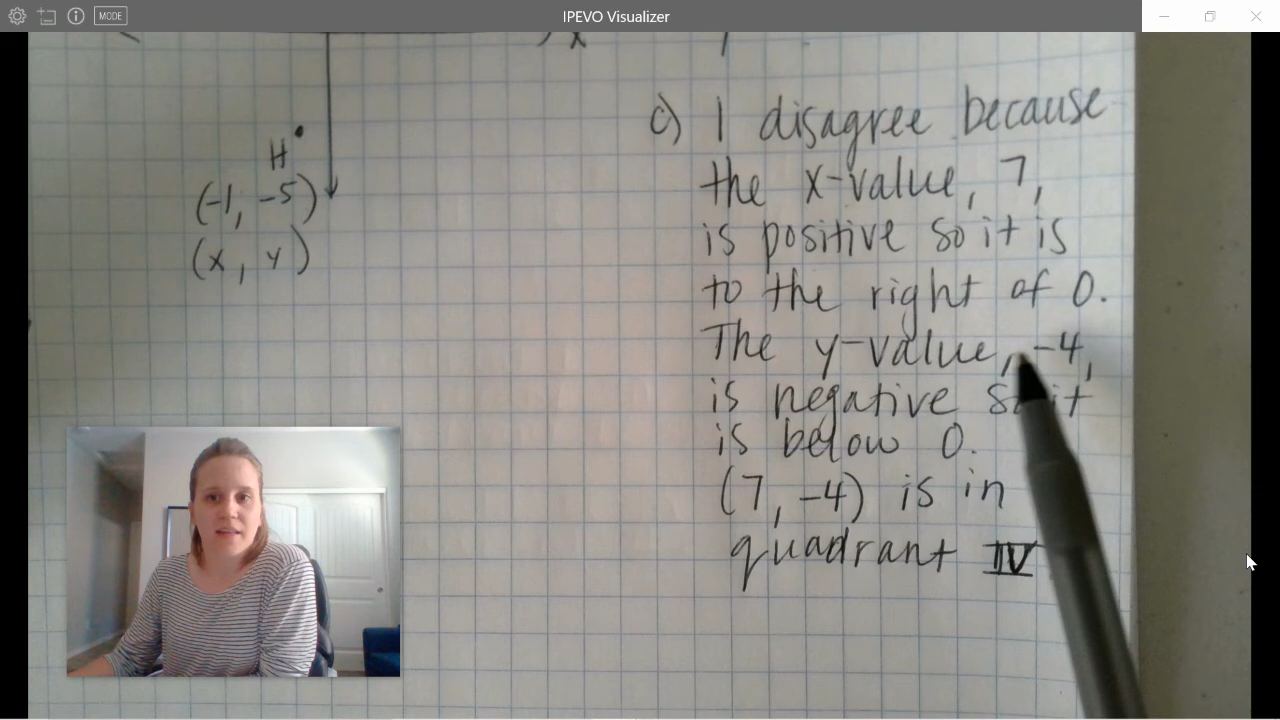 MODE
IPEVO Visualizer
x
H
(-1, -5)
(x, y)
c) I disagree because
the x-value, 7,
is positive so it is
to the right of 0.
The y-value, -4,
is negative so it
is below 0.
(7, -4) is in
quadrant IV